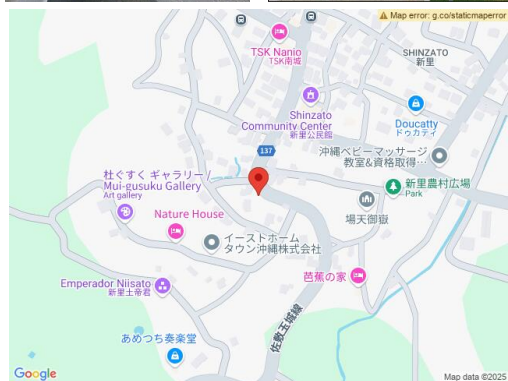 Map error: g.co/staticmaperror
TSK Nanio
TSK南城
SHINZATO
新里
Shinzato
Community Center
新里公民館
Doucatty
ドゥカティ
137
沖縄ベビーマッサージ
教室&資格取得…
杜ぐすく ギャラリー /
Mui-gusuku Gallery
Art gallery
新里農村広場
Park
場天御嶽
Nature House
イーストホーム
タウン沖縄株式会社
芭蕉の家
Emperador Niisato
新里土帝君
佐敷玉城線
あめつち奏楽堂
Google
Map data ©2025